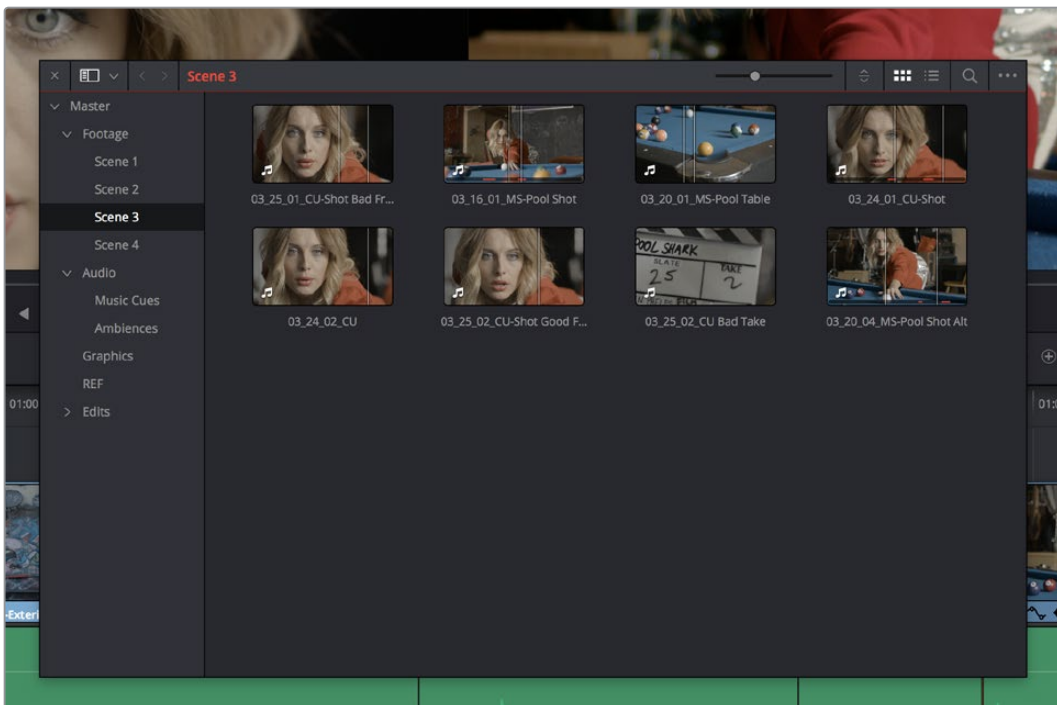 Scene 3
Master
Footage
Scene 1
Scene 2
Scene 3
Scene 4
Audio
Music Cues
Ambiences
Graphics
REF
Edits
03_25_01_CU-Shot Bad Fr...
03_16_01_MS-Pool Shot
03_20_01_MS-Pool Table
03_24_01_CU-Shot
POOL SHARK
SLATE
TAKE
25
2
03_24_02_CU
03_25_02_CU-Shot Good F...
03_25_02_CU Bad Take
03_20_04_MS-Pool Shot Alt
01:00
01:
-Exteri